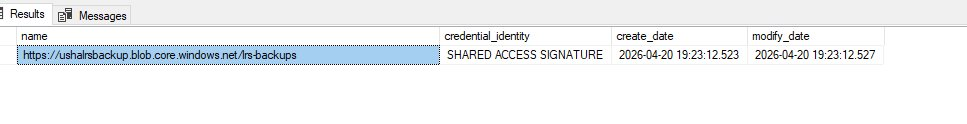 Results Messages
name credential_identity create_date modify_date
https://ushalrsbackup.blob.core.windows.net/lrs-backups SHARED ACCESS SIGNATURE 2026-04-20 19:23:12.523 2026-04-20 19:23:12.527